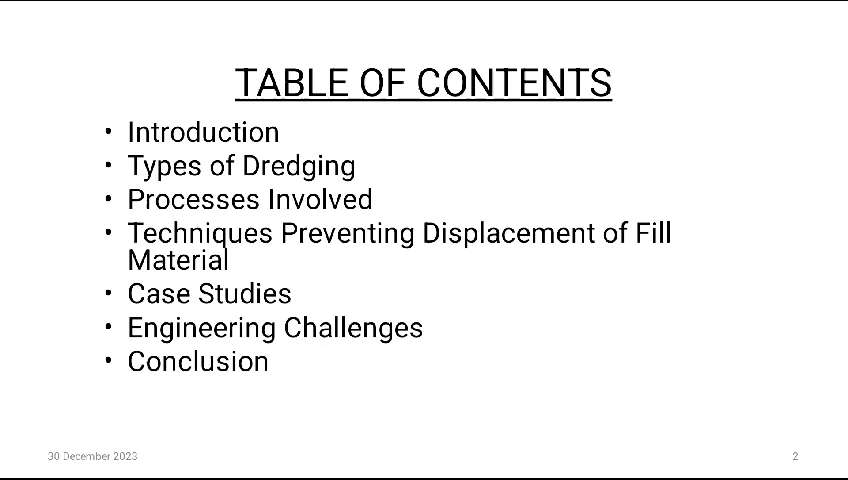 TABLE OF CONTENTS
• Introduction
• Types of Dredging
• Processes Involved
• Techniques Preventing Displacement of Fill
Material
• Case Studies
• Engineering Challenges
• Conclusion
30 December 2023
2